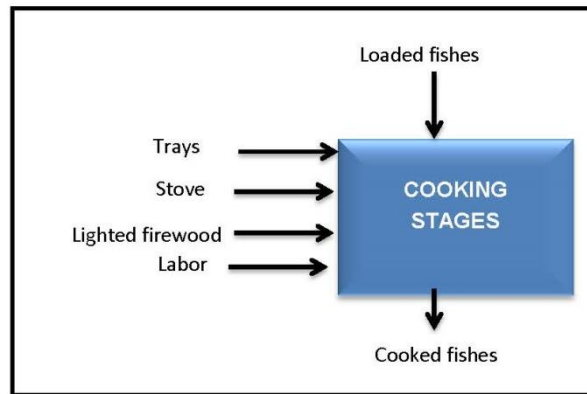 Loaded fishes
Trays
Stove
Lighted firewood
Labor
COOKING
STAGES
Cooked fishes